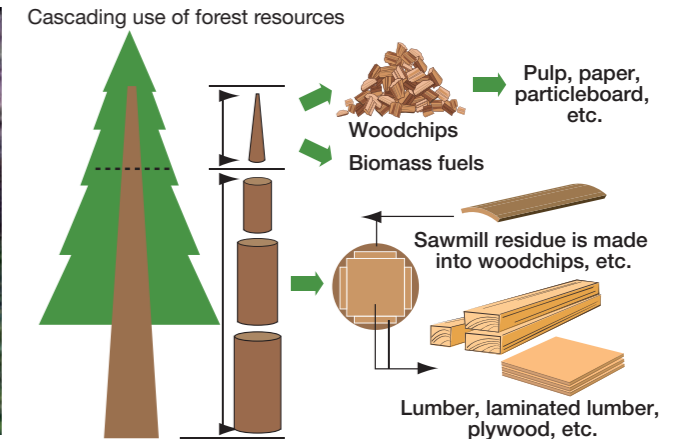 Cascading use of forest resources
Pulp, paper,
particleboard,
etc.
Woodchips
Biomass fuels
Sawmill residue is made
into woodchips, etc.
Lumber, laminated lumber,
plywood, etc.